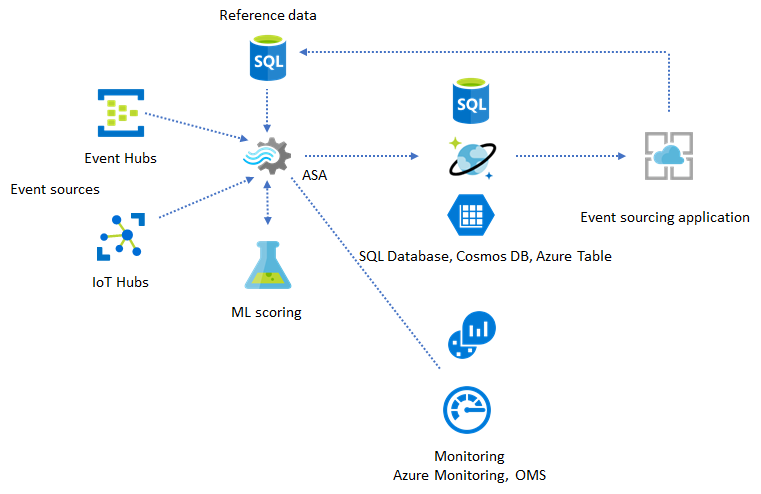 Reference data
SQL
SQL
Event Hubs
ASA
Event sources
Event sourcing application
SQL Database, Cosmos DB, Azure Table
IoT Hubs
ML scoring
Monitoring
Azure Monitoring, OMS